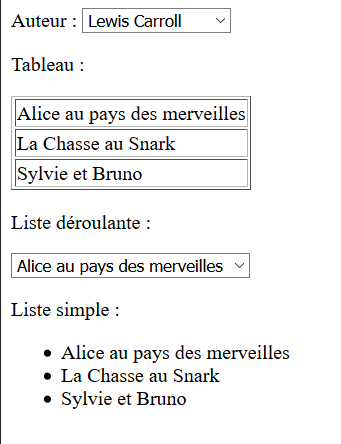 Auteur : Lewis Carroll
Tableau :
Alice au pays des merveilles
La Chasse au Snark
Sylvie et Bruno
Liste déroulante :
Alice au pays des merveilles
Liste simple :
Alice au pays des merveilles
La Chasse au Snark
Sylvie et Bruno